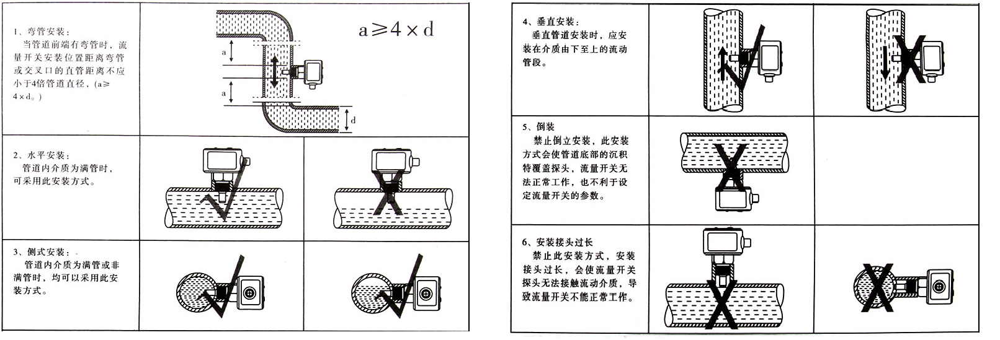 1、弯管安装：
当管道前端有弯管时，流
量开关安装位置距离弯管
或交叉口的直管距离不应
小于4倍管道直径，(a≥
4×d。)
a≥4×d
a
a
d
2、水平安装：
管道内介质为满管时，
可采用此安装方式。
3、侧式安装：
管道内介质为满管或非
满管时，均可以采用此安
装方式。
4、垂直安装：
垂直管道安装时，应安
装在介质由下至上的流动
管段。
5、倒装
禁止倒立安装，此安装
方式会使管道底部的沉积
特覆盖探头，流量开关无
法正常工作，也不利于设
定流量开关的参数。
6、安装接头过长
禁止此安装方式，安装
接头过长，会使流量开关
探头无法接触流动介质，导
致流量开关不能正常工作。